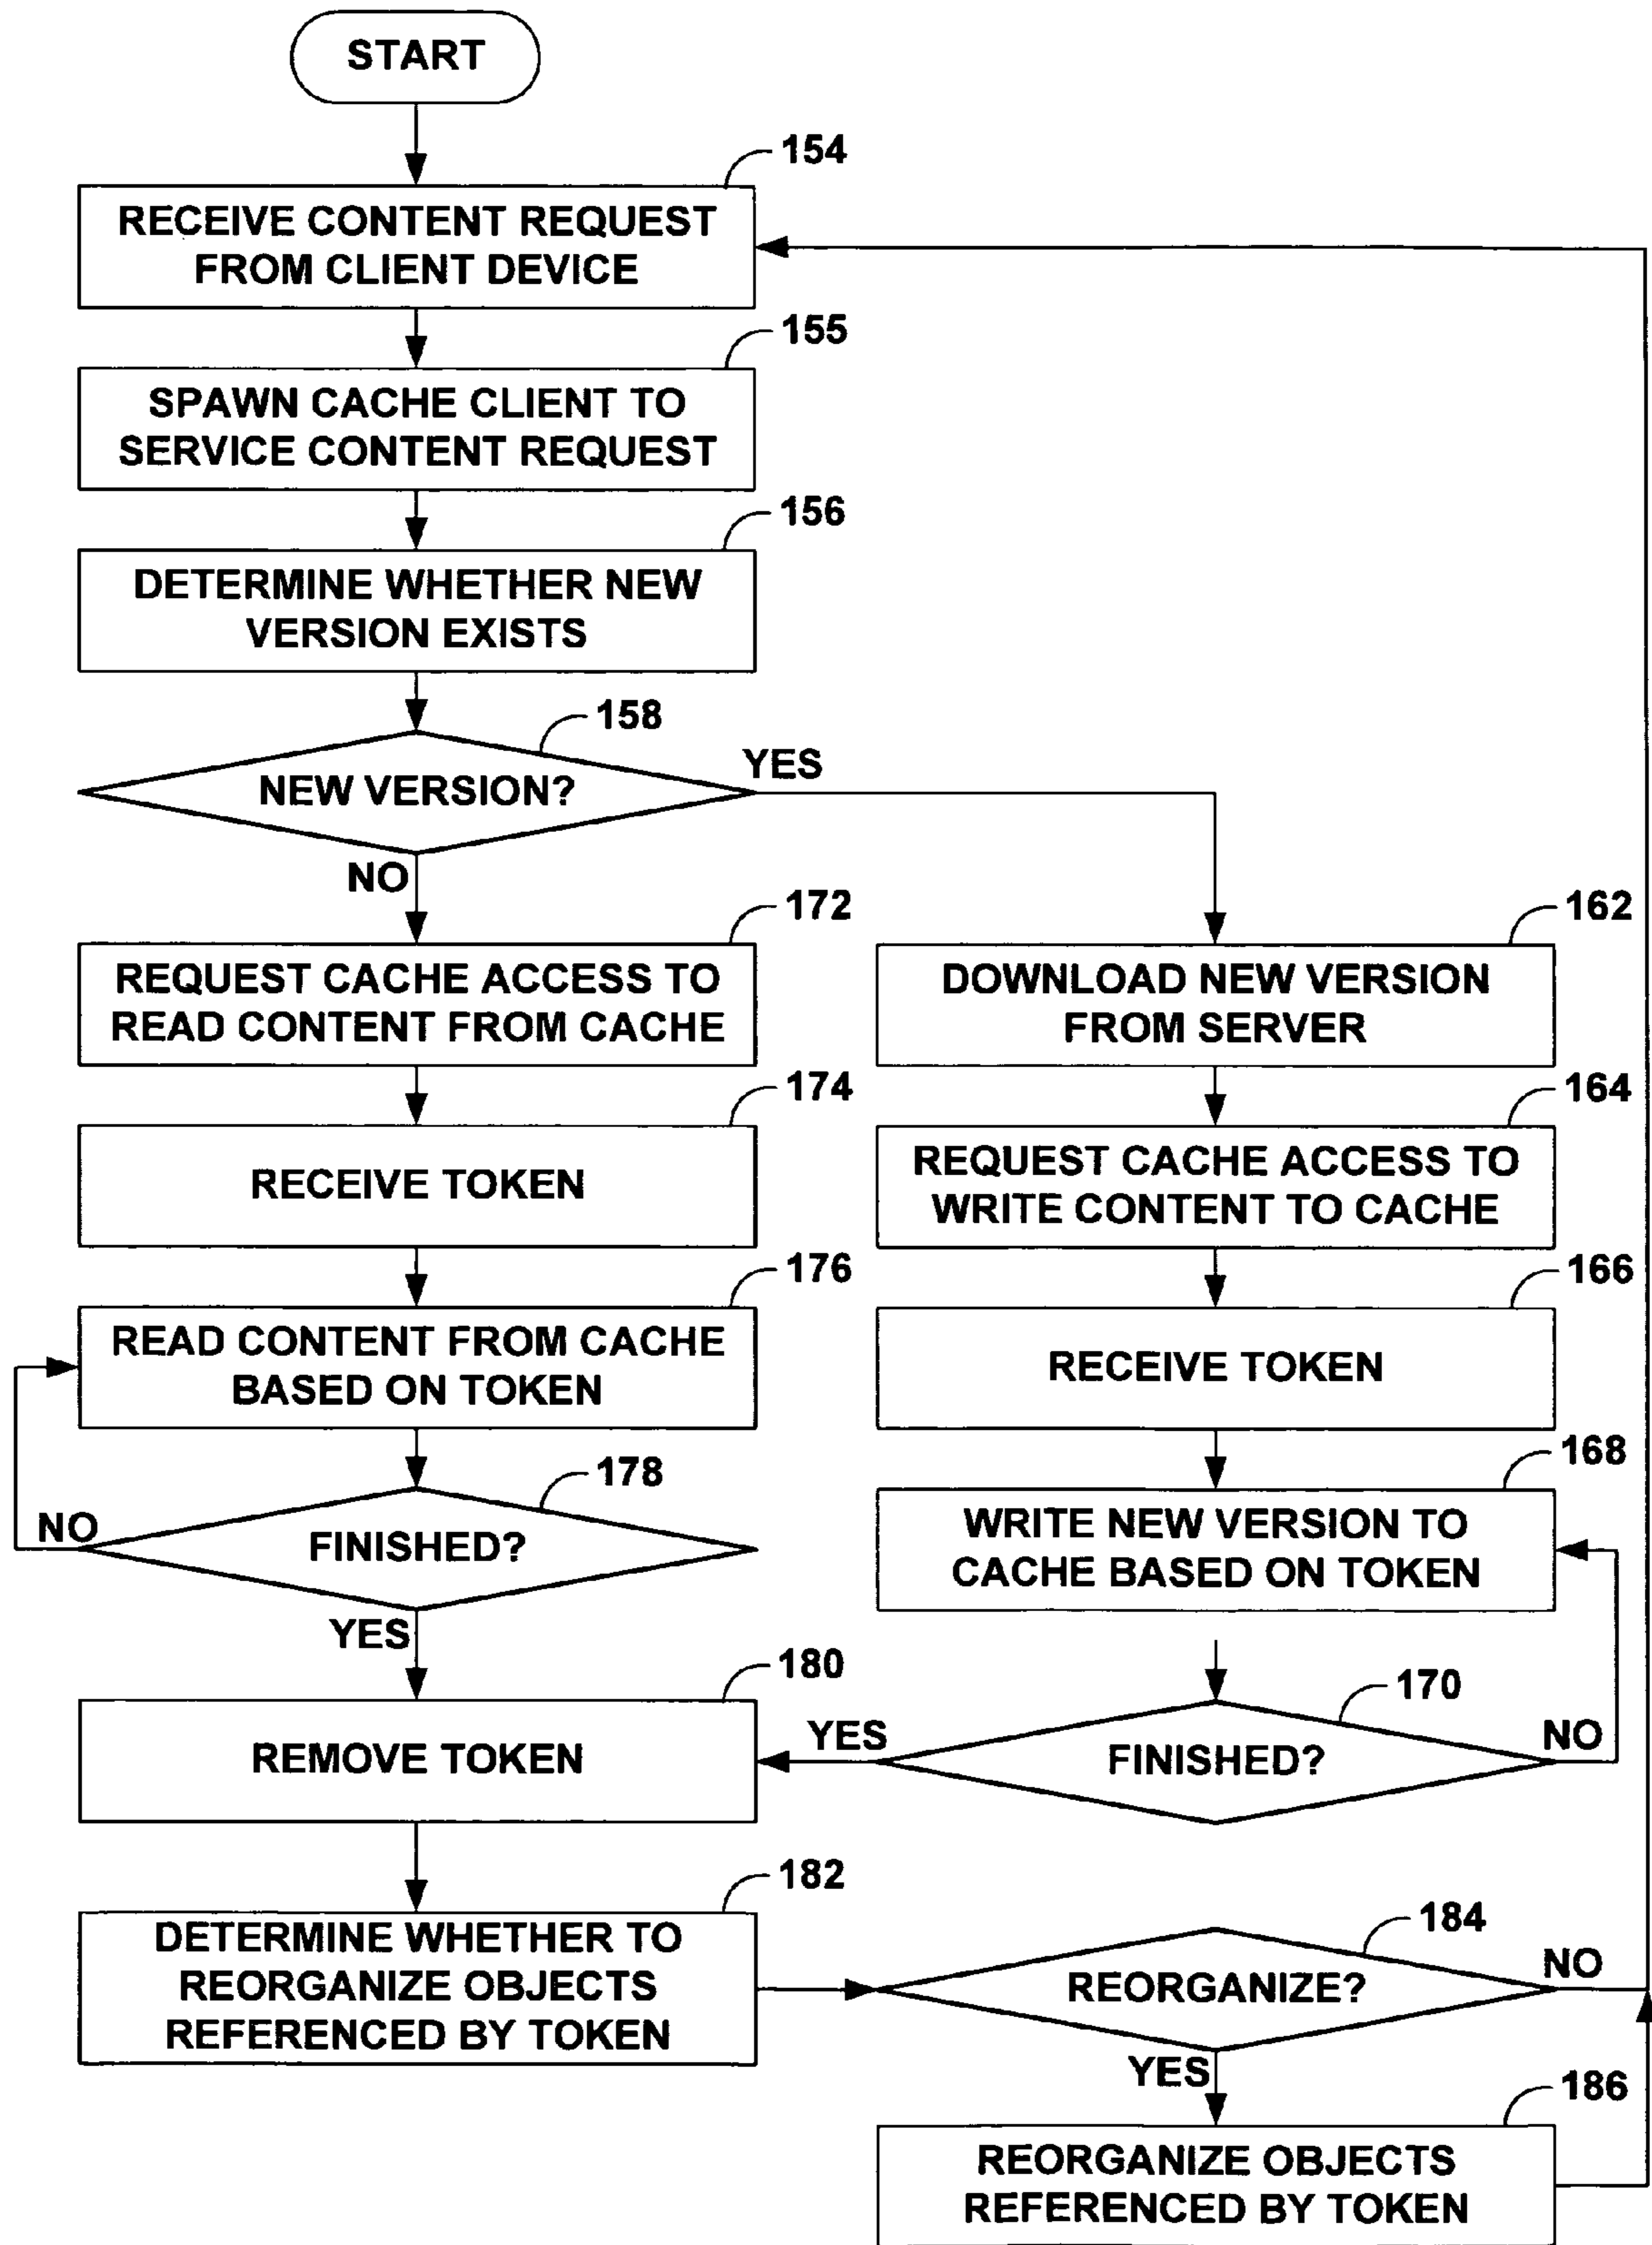 START
154
RECEIVE CONTENT REQUEST
FROM CLIENT DEVICE
155
SPAWN CACHE CLIENT TO
SERVICE CONTENT REQUEST
156
DETERMINE WHETHER NEW
VERSION EXISTS
158
NEW VERSION?
YES
NO
172
REQUEST CACHE ACCESS TO
READ CONTENT FROM CACHE
174
RECEIVE TOKEN
176
READ CONTENT FROM CACHE
BASED ON TOKEN
178
FINISHED?
NO
YES
162
DOWNLOAD NEW VERSION
FROM SERVER
164
REQUEST CACHE ACCESS TO
WRITE CONTENT TO CACHE
166
RECEIVE TOKEN
168
WRITE NEW VERSION TO
CACHE BASED ON TOKEN
170
FINISHED?
YES
NO
180
REMOVE TOKEN
182
DETERMINE WHETHER TO
REORGANIZE OBJECTS
REFERENCED BY TOKEN
184
REORGANIZE?
NO
YES
186
REORGANIZE OBJECTS
REFERENCED BY TOKEN